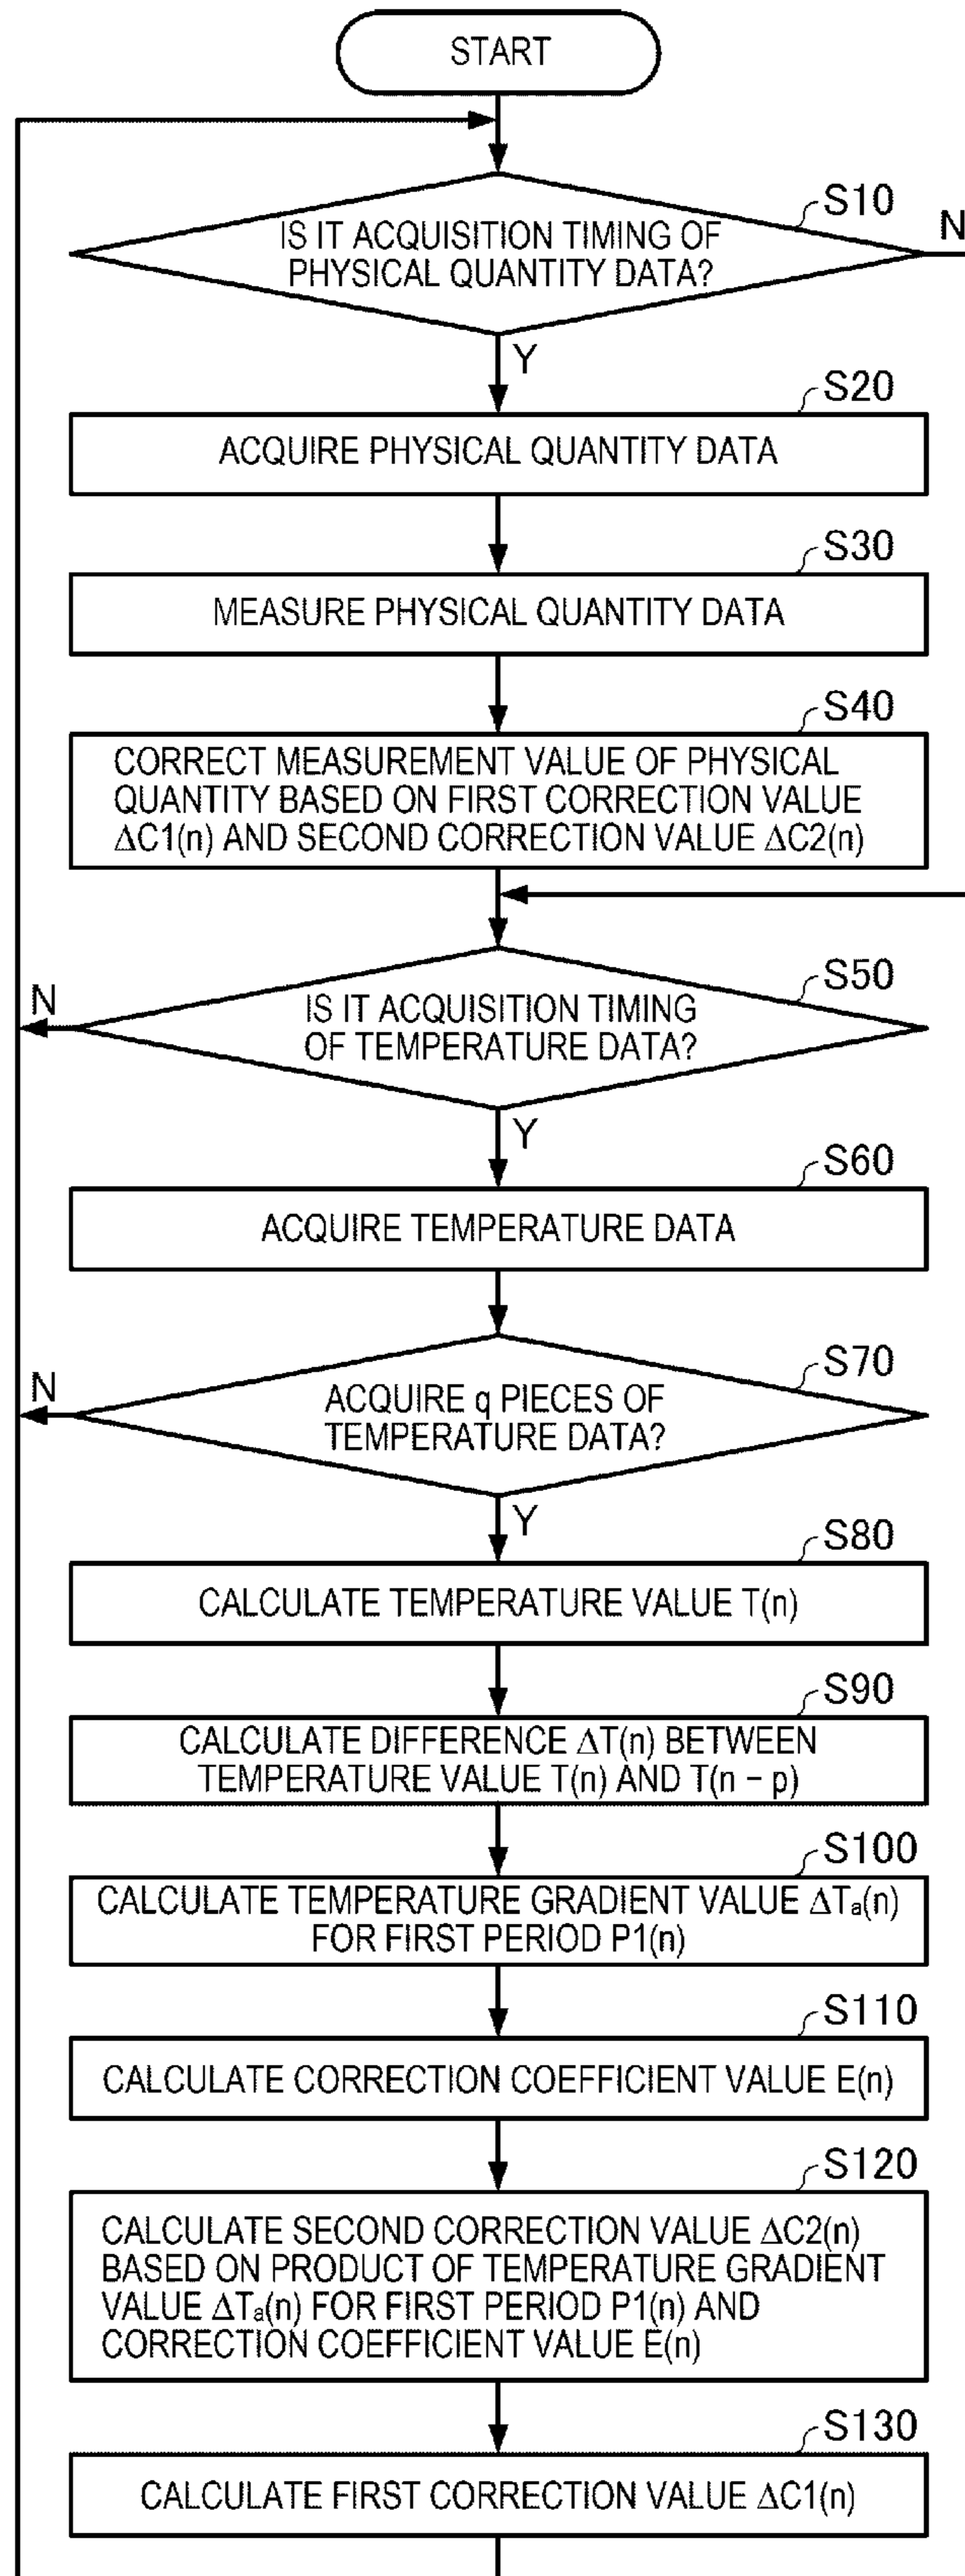 START
S10
N
IS IT ACQUISITION TIMING OF
PHYSICAL QUANTITY DATA?
Y
S20
ACQUIRE PHYSICAL QUANTITY DATA
S30
MEASURE PHYSICAL QUANTITY DATA
S40
CORRECT MEASUREMENT VALUE OF PHYSICAL
QUANTITY BASED ON FIRST CORRECTION VALUE
ΔC1(n) AND SECOND CORRECTION VALUE ΔC2(n)
S50
N
IS IT ACQUISITION TIMING
OF TEMPERATURE DATA?
Y
S60
ACQUIRE TEMPERATURE DATA
S70
N
ACQUIRE q PIECES OF
TEMPERATURE DATA?
Y
S80
CALCULATE TEMPERATURE VALUE T(n)
S90
CALCULATE DIFFERENCE ΔT(n) BETWEEN
TEMPERATURE VALUE T(n) AND T(n − p)
S100
CALCULATE TEMPERATURE GRADIENT VALUE ΔTₐ(n)
FOR FIRST PERIOD P1(n)
S110
CALCULATE CORRECTION COEFFICIENT VALUE E(n)
S120
CALCULATE SECOND CORRECTION VALUE ΔC2(n)
BASED ON PRODUCT OF TEMPERATURE GRADIENT
VALUE ΔTₐ(n) FOR FIRST PERIOD P1(n) AND
CORRECTION COEFFICIENT VALUE E(n)
S130
CALCULATE FIRST CORRECTION VALUE ΔC1(n)